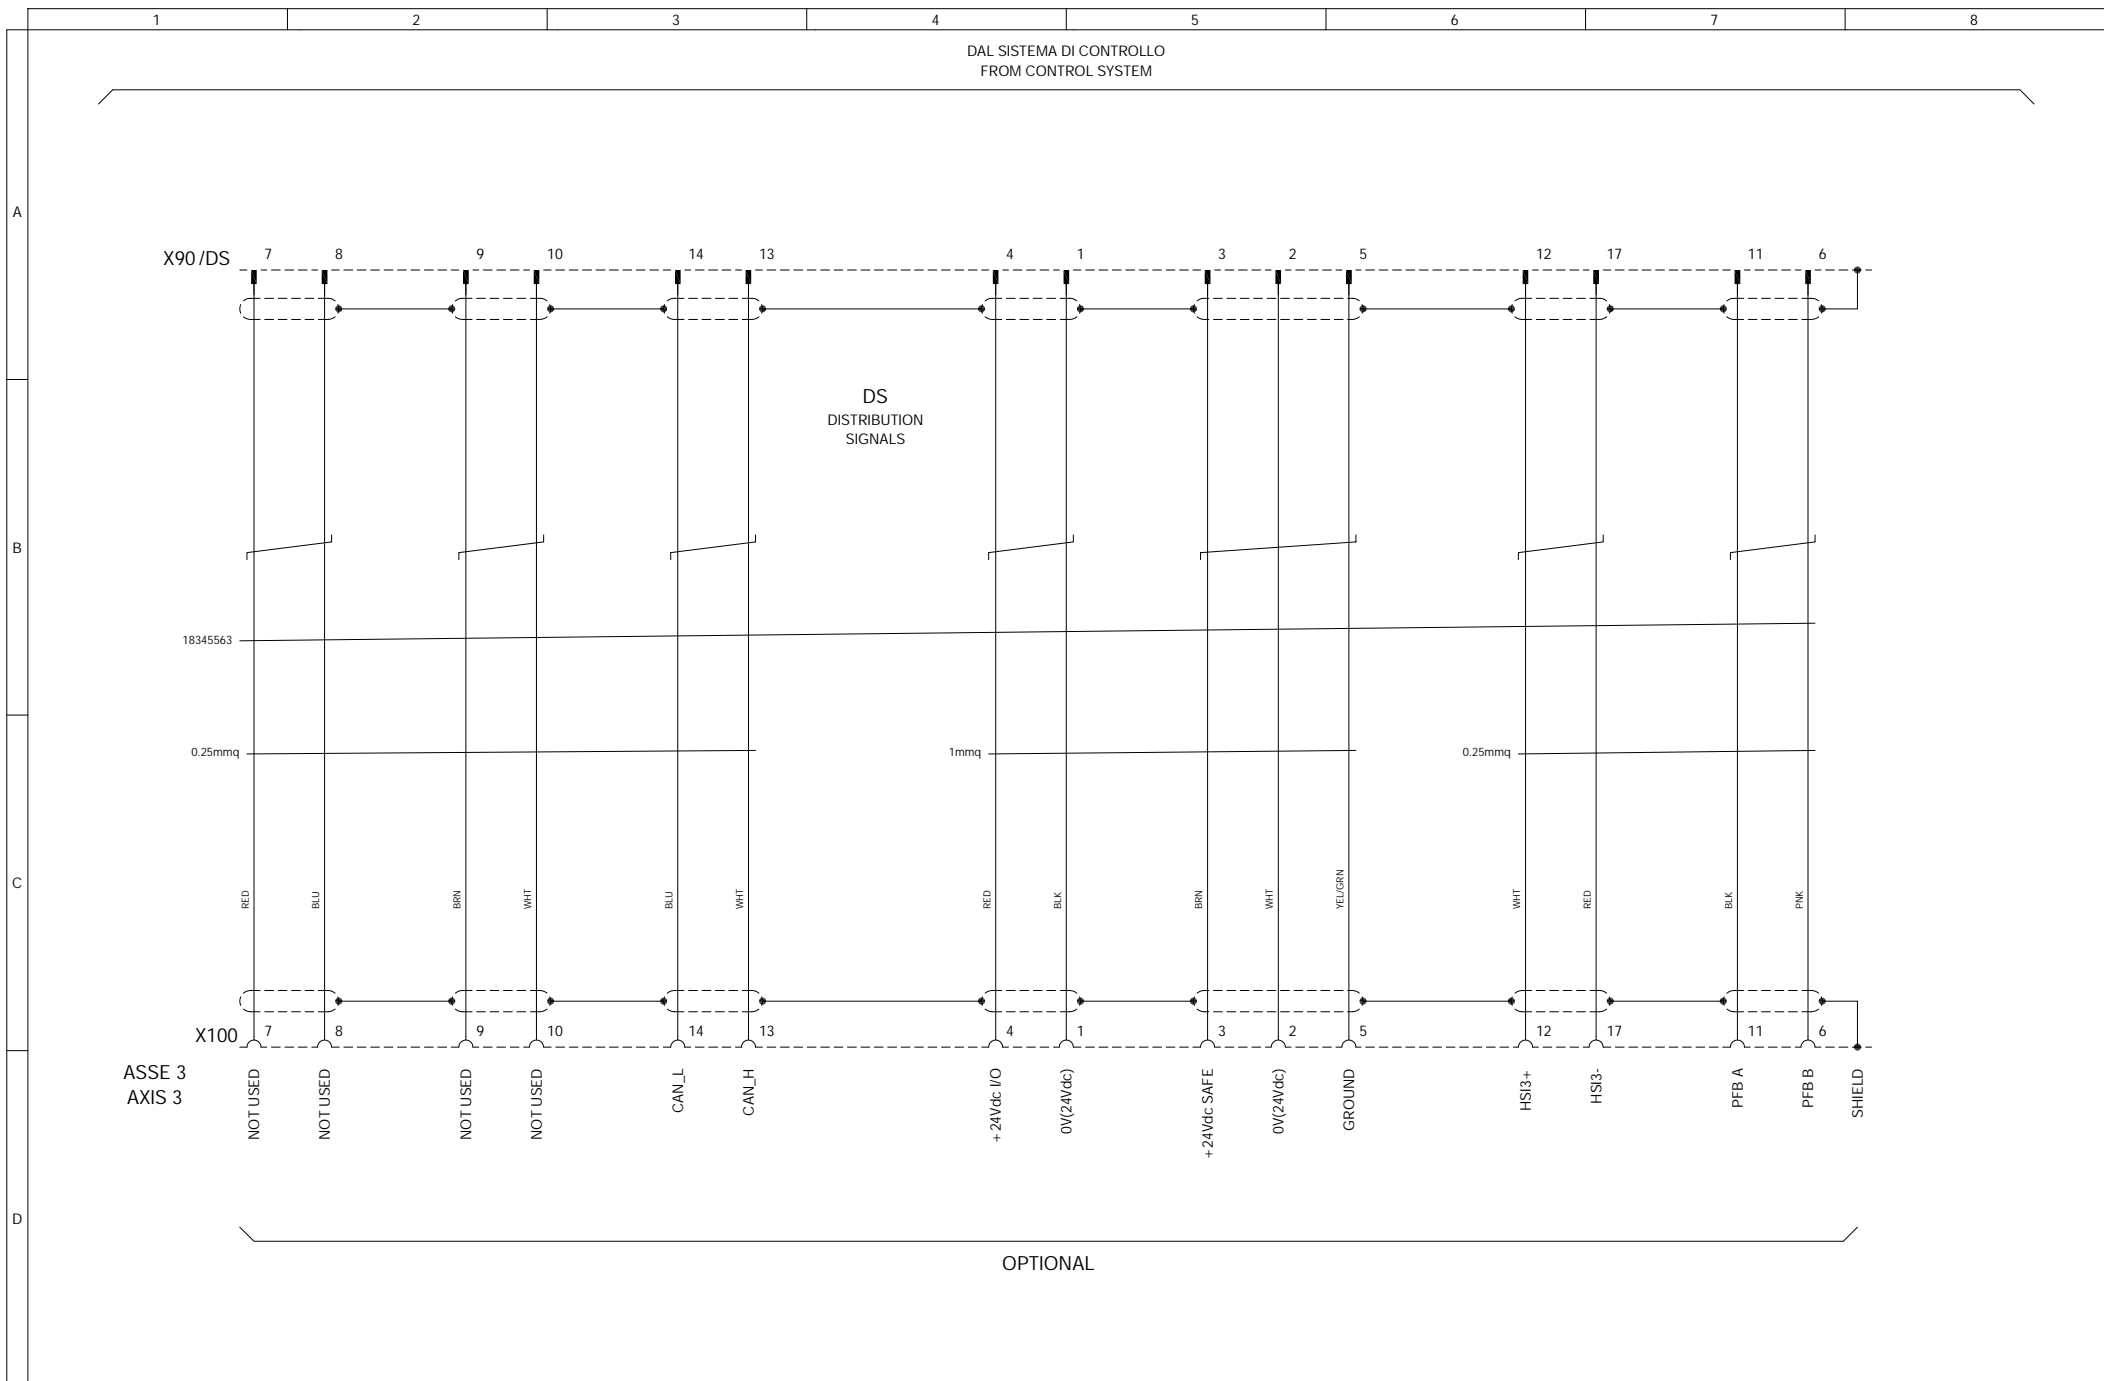 1 2 3 4 5 6 7 8
DAL SISTEMA DI CONTROLLO
FROM CONTROL SYSTEM
A
X90/DS 7 8 9 10 14 13 4 1 3 2 5 12 17 11 6
DS
DISTRIBUTION
SIGNALS
B
18345563
0.25mmq 1mmq 0.25mmq
C
RED BLU BRN WHT BLU WHT RED BLK BRN WHT YEL/GRN WHT RED BLK PNK
X100 7 8 9 10 14 13 4 1 3 2 5 12 17 11 6
ASSE 3
AXIS 3
NOT USED
NOT USED
NOT USED
NOT USED
CAN_L
CAN_H
+24Vdc I/O
0V(24Vdc)
+24Vdc SAFE
0V(24Vdc)
GROUND
HSI3+
HSI3-
PFB A
PFB B
SHIELD
D
OPTIONAL